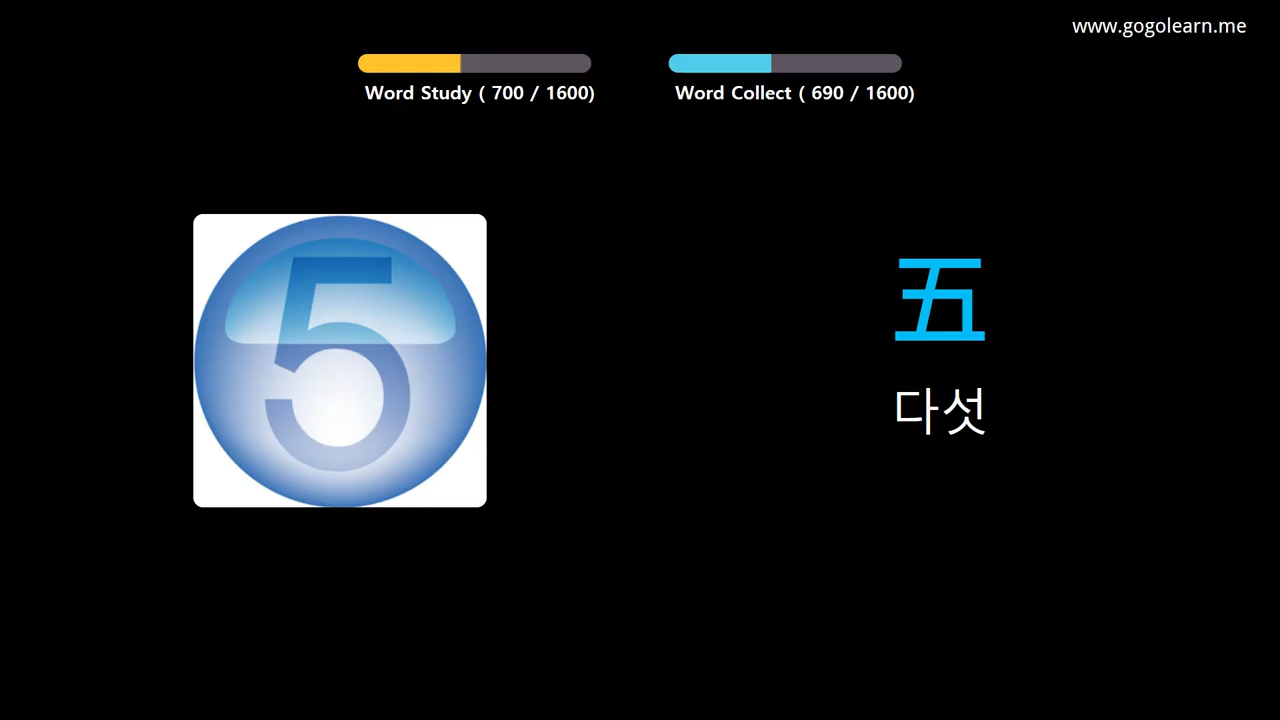 www.gogolearn.me
Word Study ( 700 / 1600)
Word Collect ( 690 / 1600)
5
五
다섯